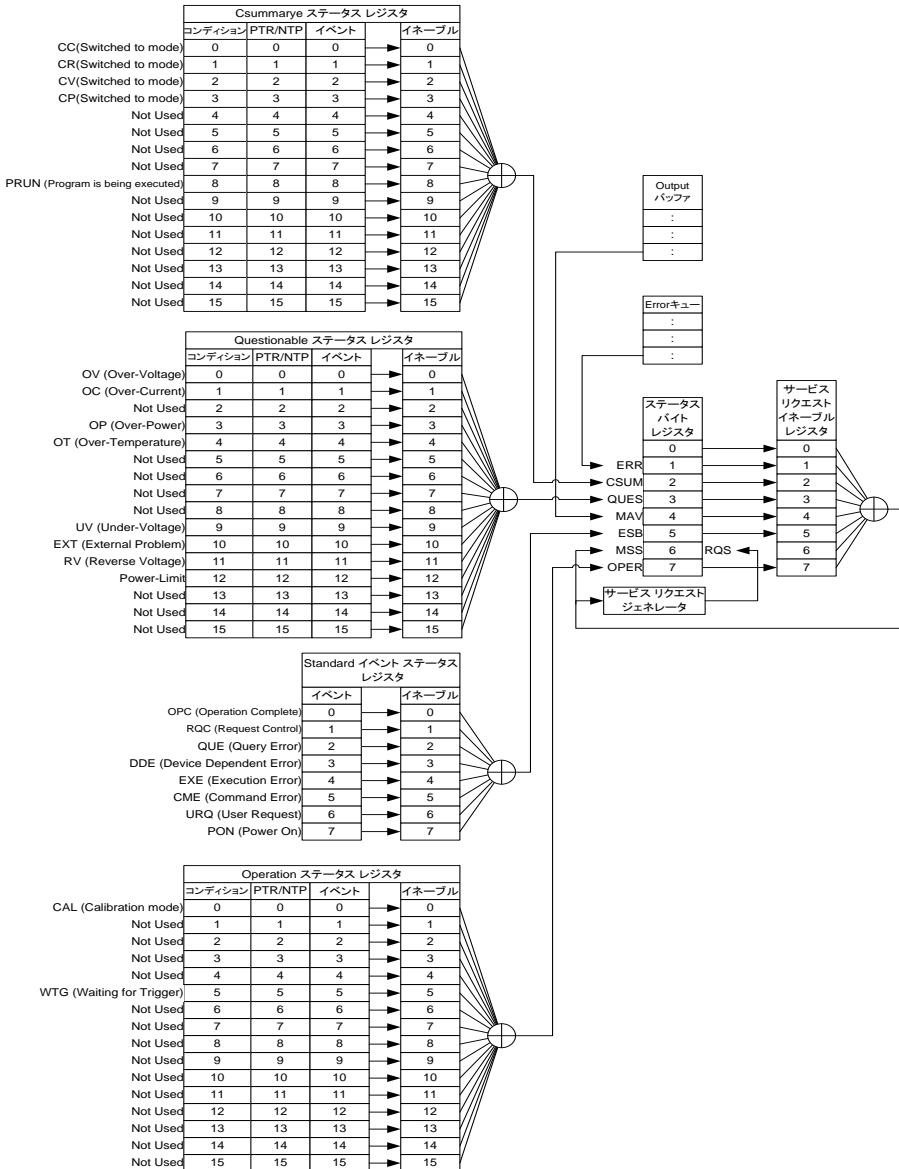 Csummarye ステータス レジスタ
コンディション PTR/NTP イベント イネーブル
CC(Switched to mode) 0 0 0 0
CR(Switched to mode) 1 1 1 1
CV(Switched to mode) 2 2 2 2
CP(Switched to mode) 3 3 3 3
Not Used 4 4 4 4
Not Used 5 5 5 5
Not Used 6 6 6 6
Not Used 7 7 7 7
PRUN (Program is being executed) 8 8 8 8
Not Used 9 9 9 9
Not Used 10 10 10 10
Not Used 11 11 11 11
Not Used 12 12 12 12
Not Used 13 13 13 13
Not Used 14 14 14 14
Not Used 15 15 15 15
Output
バッファ
:
:
:
Errorキュー
:
:
:
Questionable ステータス レジスタ
コンディション PTR/NTP イベント イネーブル
OV (Over-Voltage) 0 0 0 0
OC (Over-Current) 1 1 1 1
Not Used 2 2 2 2
OP (Over-Power) 3 3 3 3
OT (Over-Temperature) 4 4 4 4
Not Used 5 5 5 5
Not Used 6 6 6 6
Not Used 7 7 7 7
Not Used 8 8 8 8
UV (Under-Voltage) 9 9 9 9
EXT (External Problem) 10 10 10 10
RV (Reverse Voltage) 11 11 11 11
Power-Limit 12 12 12 12
Not Used 13 13 13 13
Not Used 14 14 14 14
Not Used 15 15 15 15
ステータス
バイト
レジスタ
サービス
リクエスト
イネーブル
レジスタ
0 0
ERR 1 1
CSUM 2 2
QUES 3 3
MAV 4 4
ESB 5 5
MSS 6 RQS 6
OPER 7 7
サービス リクエスト
ジェネレータ
Standard イベント ステータス
レジスタ
イベント イネーブル
OPC (Operation Complete) 0 0
RQC (Request Control) 1 1
QUE (Query Error) 2 2
DDE (Device Dependent Error) 3 3
EXE (Execution Error) 4 4
CME (Command Error) 5 5
URQ (User Request) 6 6
PON (Power On) 7 7
Operation ステータス レジスタ
コンディション PTR/NTP イベント イネーブル
CAL (Calibration mode) 0 0 0 0
Not Used 1 1 1 1
Not Used 2 2 2 2
Not Used 3 3 3 3
Not Used 4 4 4 4
WTG (Waiting for Trigger) 5 5 5 5
Not Used 6 6 6 6
Not Used 7 7 7 7
Not Used 8 8 8 8
Not Used 9 9 9 9
Not Used 10 10 10 10
Not Used 11 11 11 11
Not Used 12 12 12 12
Not Used 13 13 13 13
Not Used 14 14 14 14
Not Used 15 15 15 15